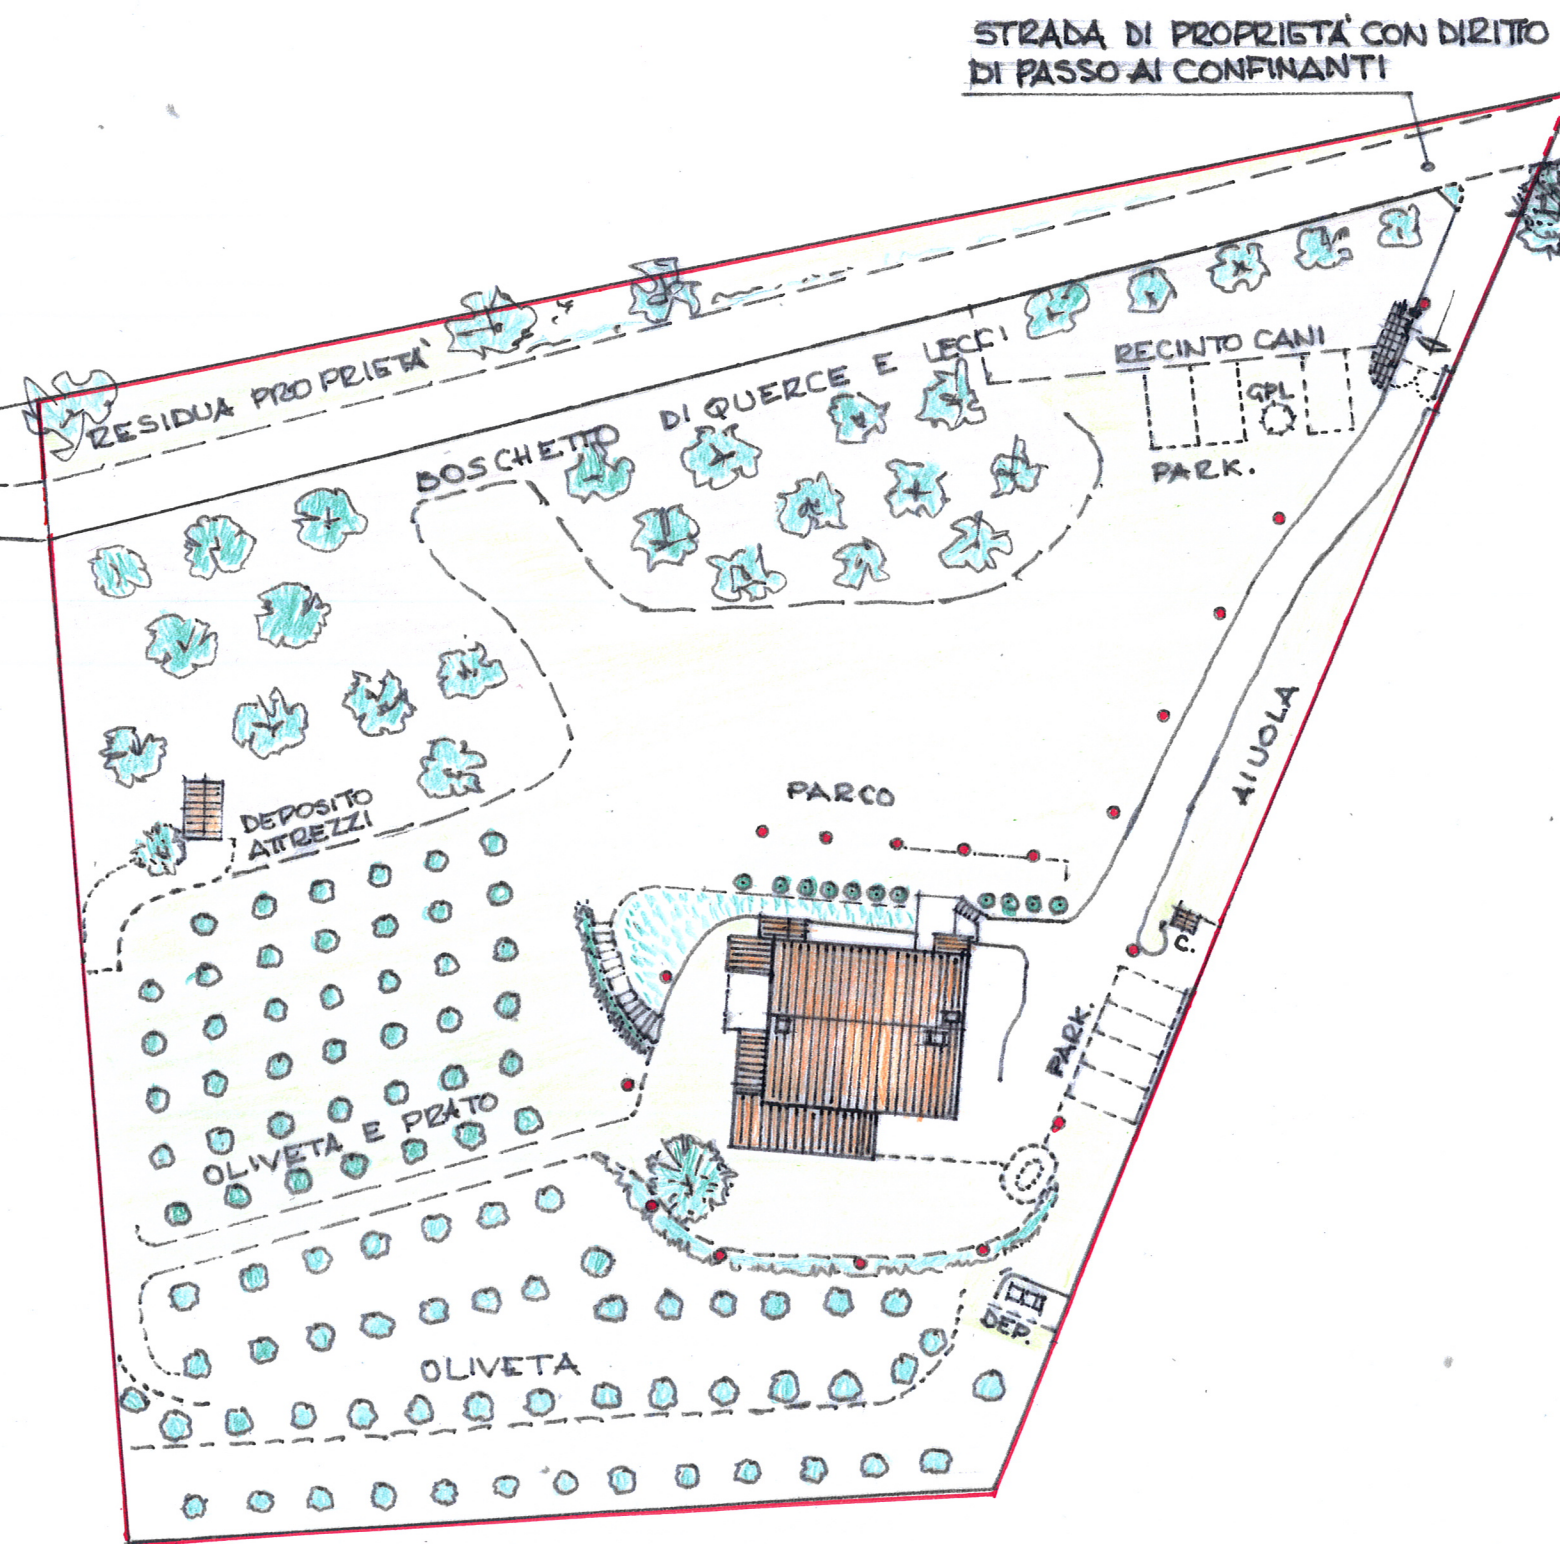 STRADA DI PROPRIETÀ CON DIRITTO
DI PASSO AI CONFINANTI
RESIDUA PROPRIETÀ
BOSCHETTO DI QUERCE E LECCI
RECINTO CANI
GPL
PARK.
AIUOLA
DEPOSITO
ATTREZZI
PARCO
C.
PARK.
OLIVETA E PRATO
DEP.
OLIVETA